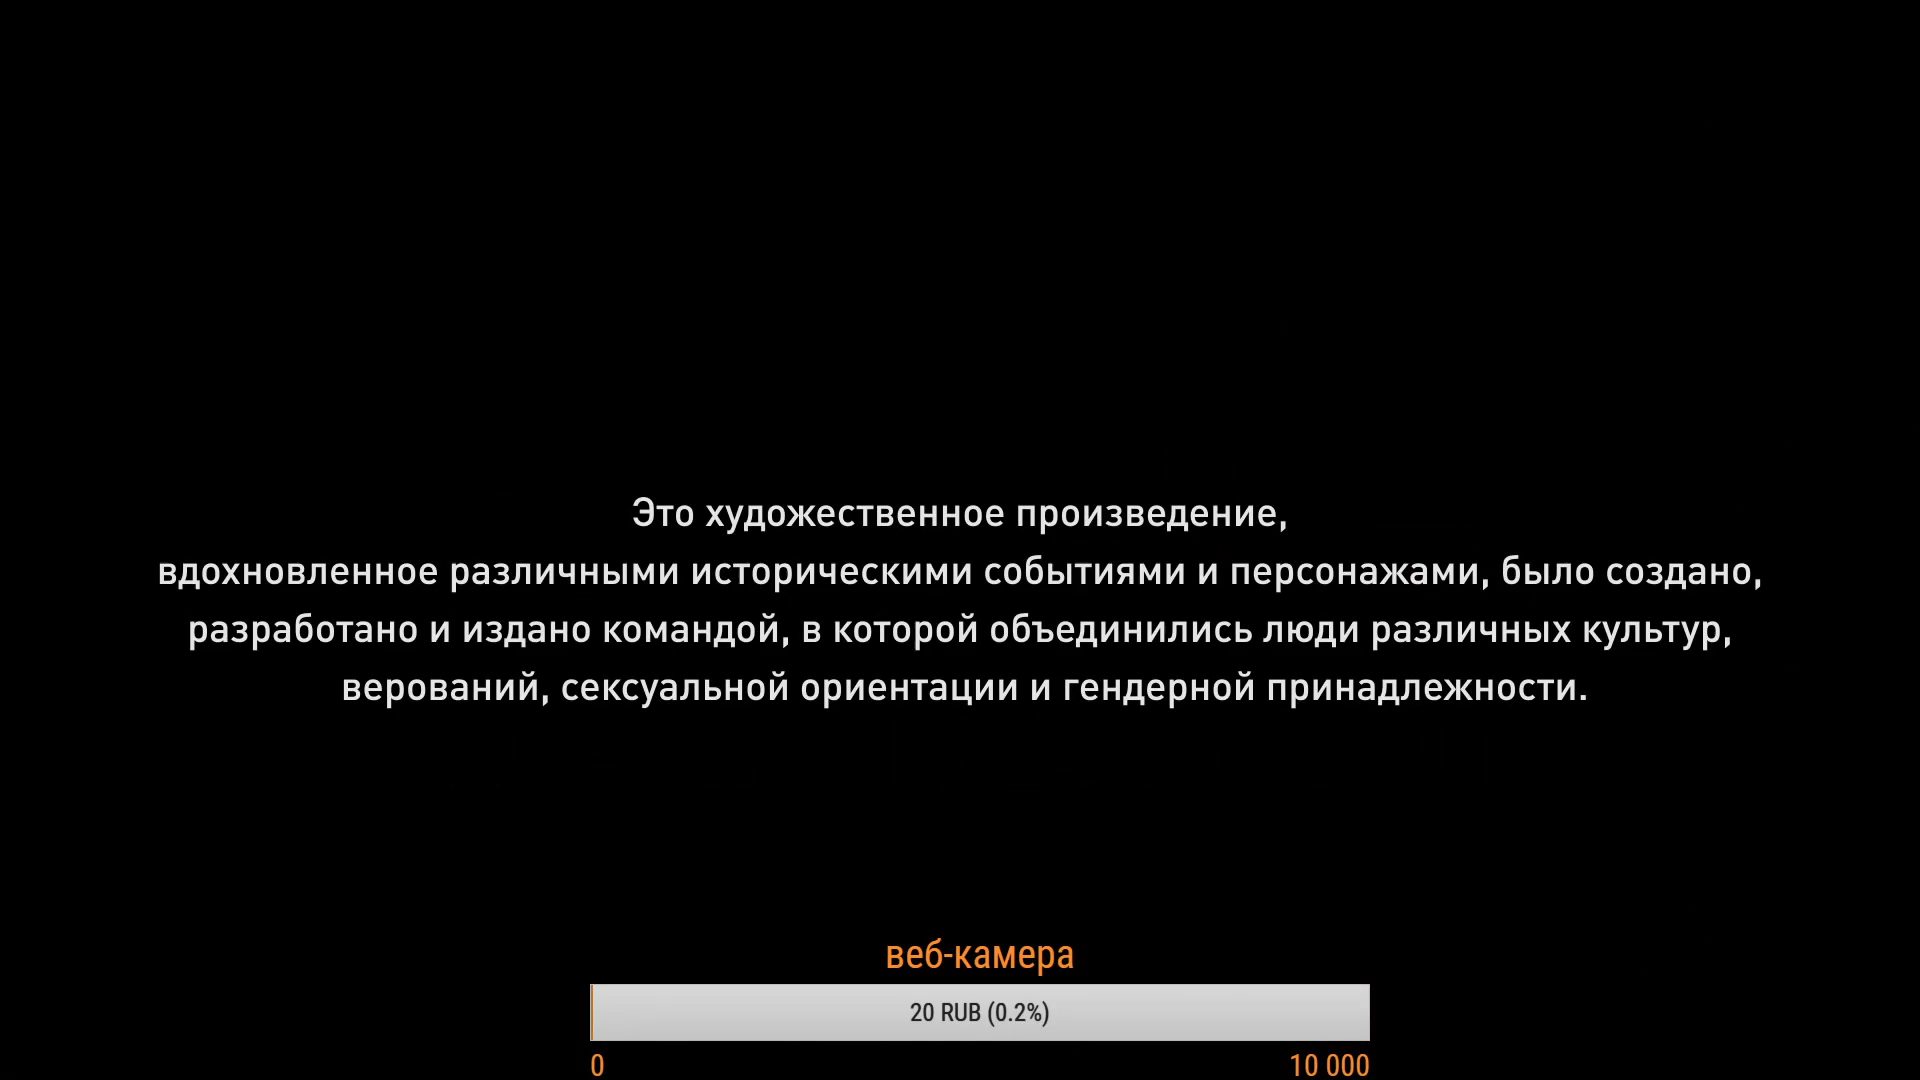 Это художественное произведение,
вдохновленное различными историческими событиями и персонажами, было создано,
разработано и издано командой, в которой объединились люди различных культур,
верований, сексуальной ориентации и гендерной принадлежности.
веб-камера
20 RUB (0.2%)
0 10 000